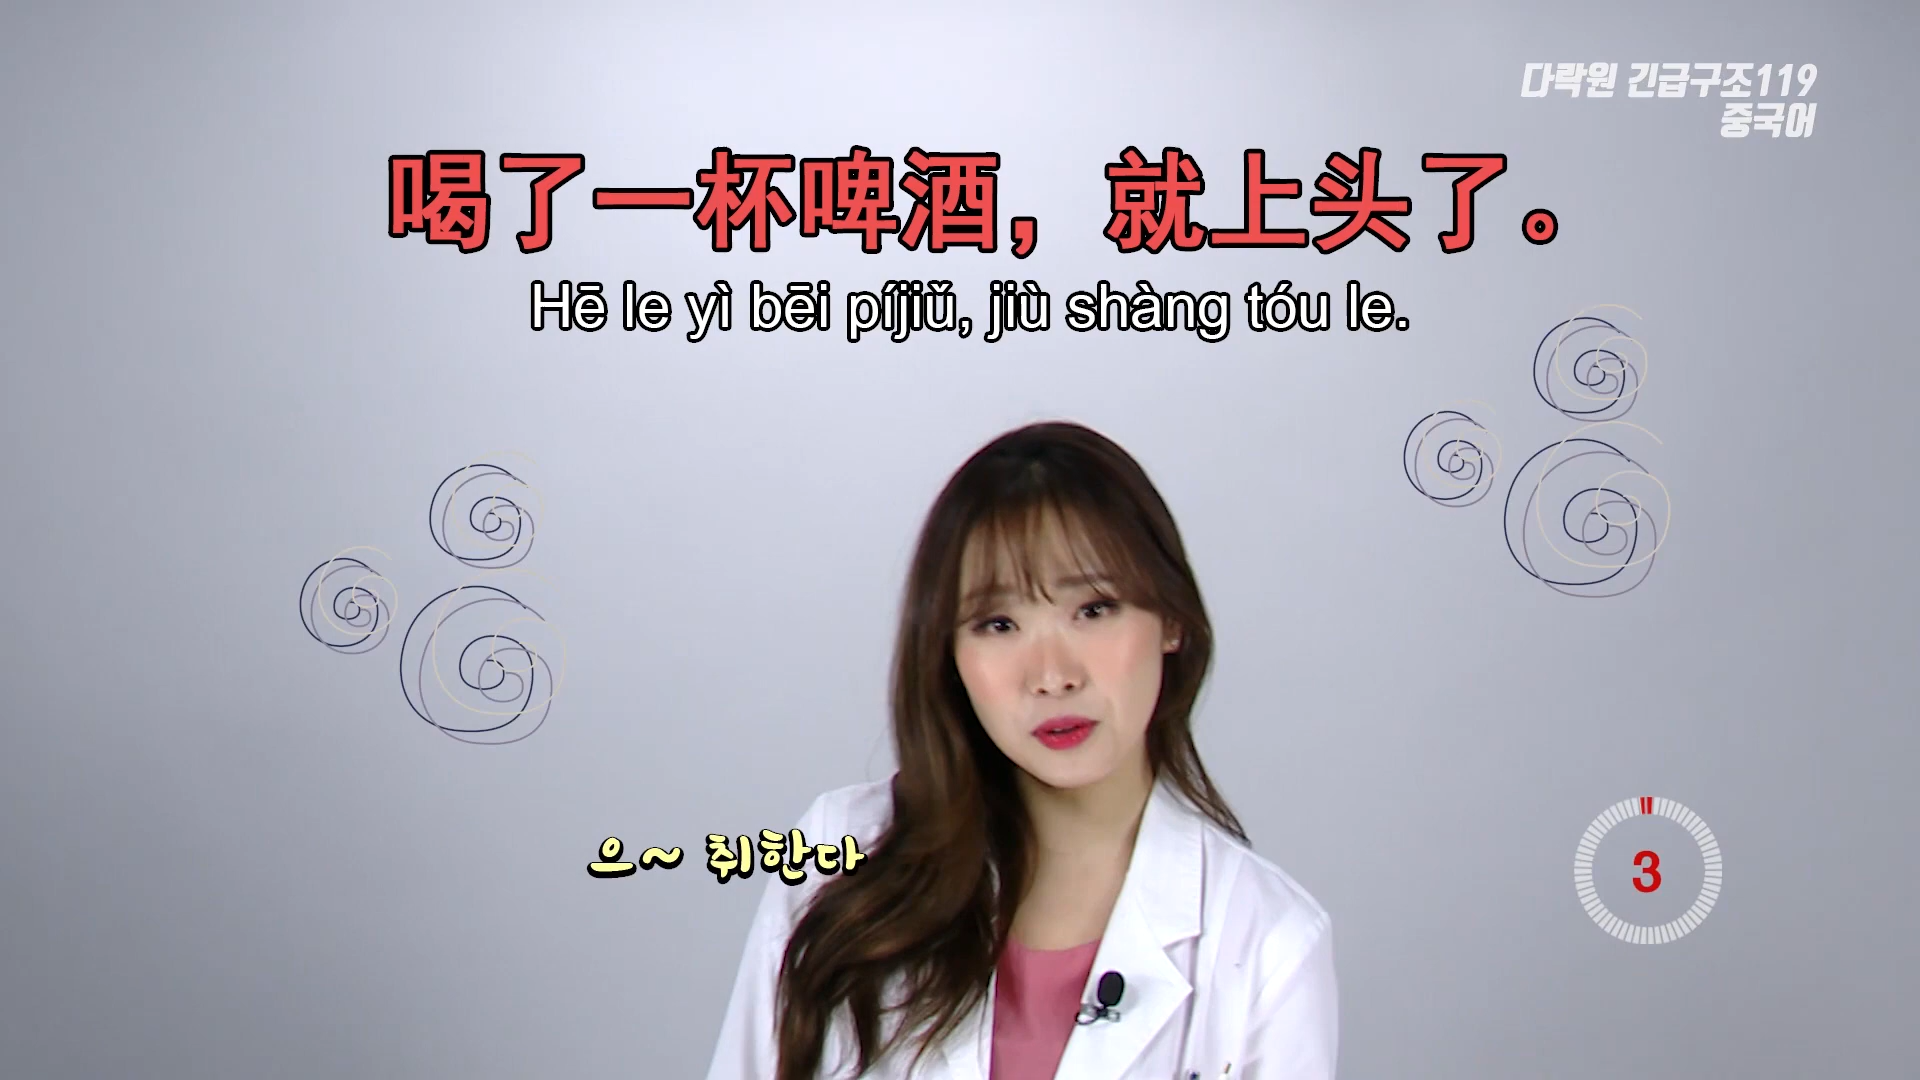 다락원 긴급구조119
중국어
喝了一杯啤酒，就上头了。
Hē le yì bēi píjiǔ, jiù shàng tóu le.
으~ 취한다
3